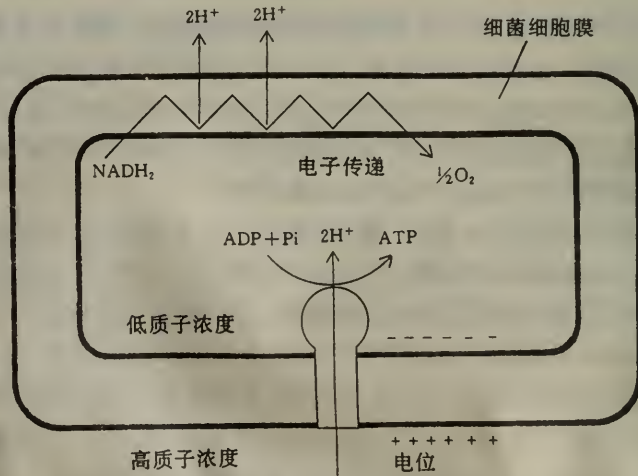 2H⁺ 2H⁺
细菌细胞膜
NADH₂ 电子传递 ½O₂
ADP+Pi 2H⁺ ATP
低质子浓度 - - - - - -
高质子浓度 + + + + + +
电位